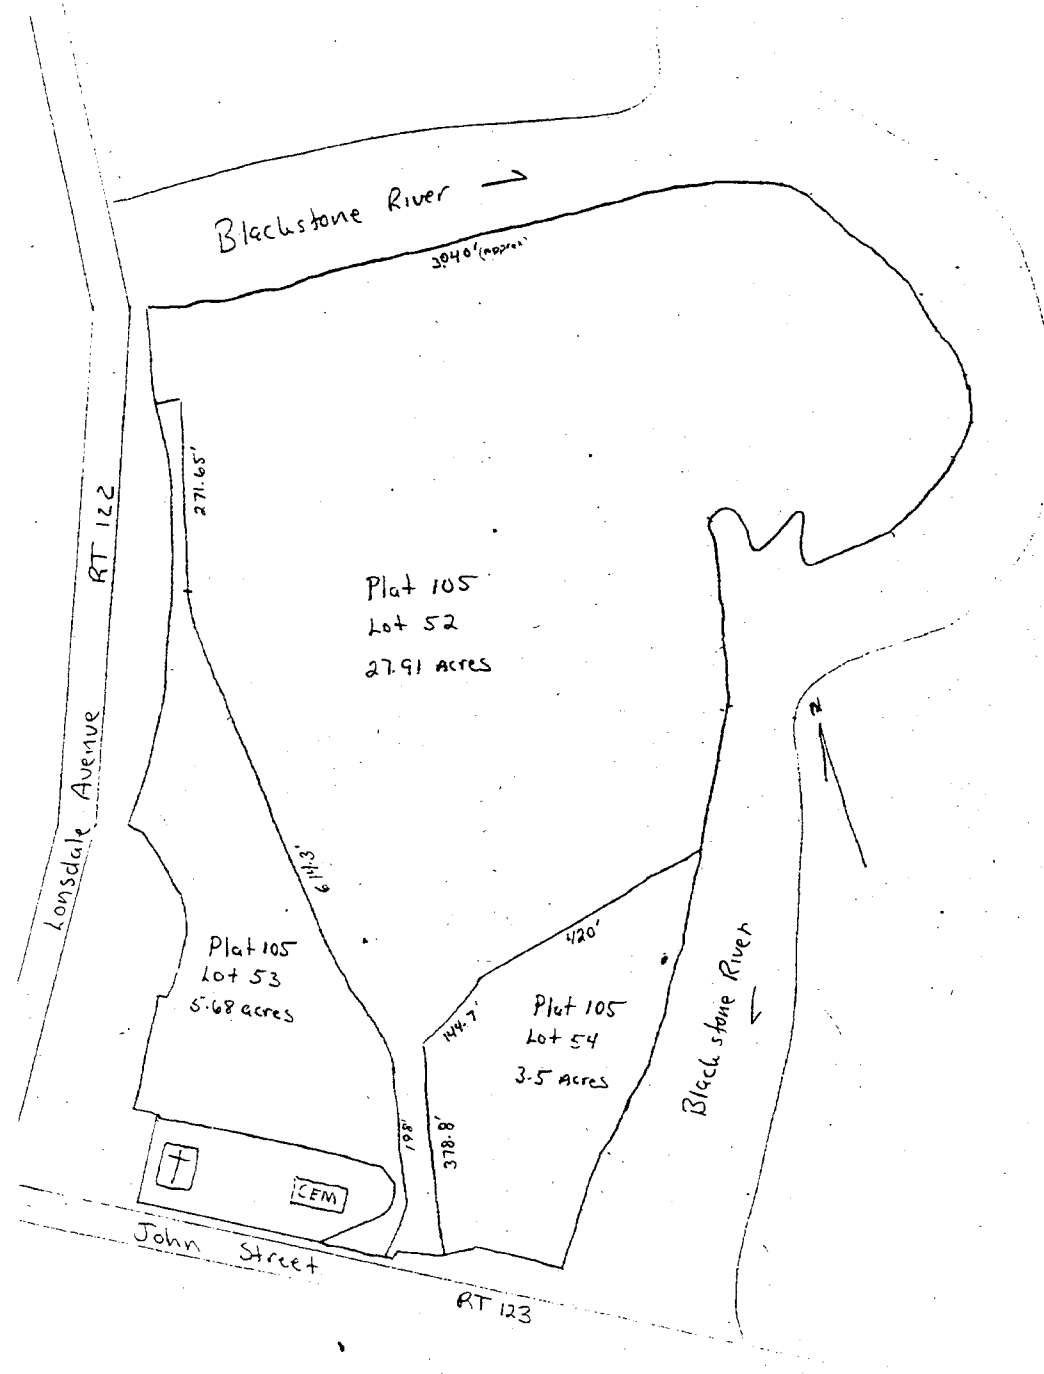 Blackstone River
3040' (Approx)
271.65'
RT 122
Plat 105
Lot 52
27.91 Acres
N
Lonsdale Avenue
614.3'
420'
Plat 105
Lot 53
5.68 acres
144.7'
Plat 105
Lot 54
3.5 Acres
Blackstone River
198'
378.8'
CEM
John Street
RT 123